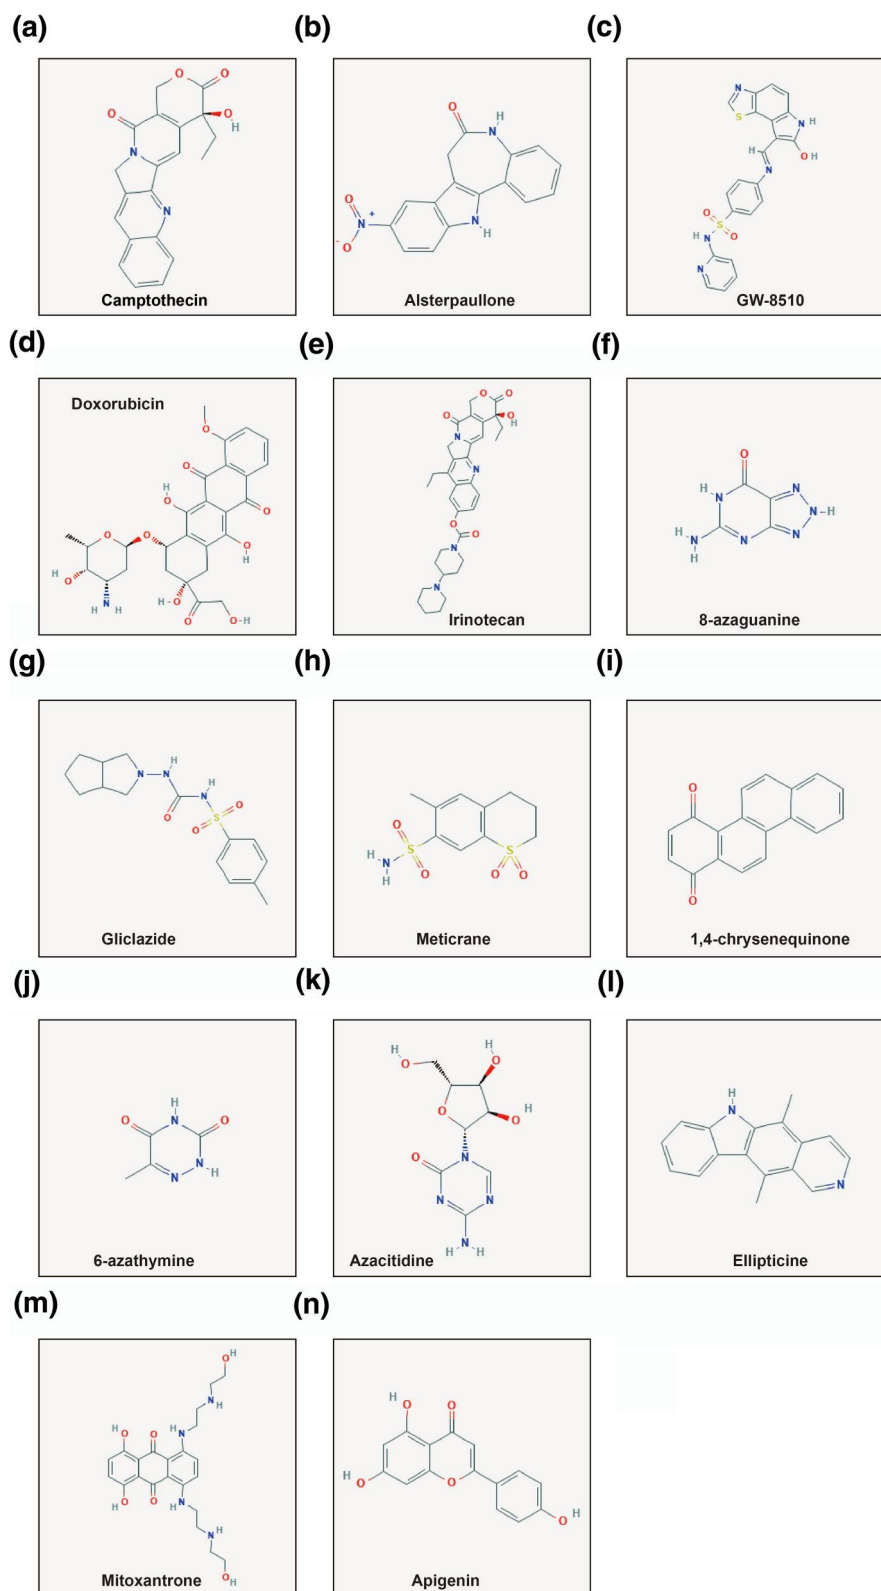 (a) (b) (c)
Camptothecin Alsterpaullone GW-8510
(d) (e) (f)
Doxorubicin Irinotecan 8-azaguanine
(g) (h) (i)
Gliclazide Meticrane 1,4-chrysenequinone
(j) (k) (l)
6-azathymine Azacitidine Ellipticine
(m) (n)
Mitoxantrone Apigenin